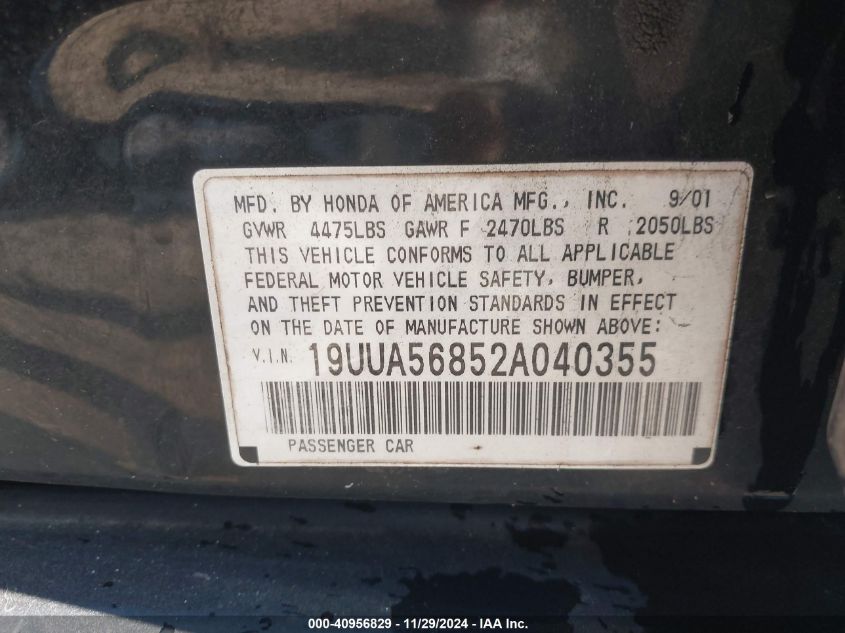 MFD. BY HONDA OF AMERICA MFG., INC. 9/01
GVWR 4475LBS GAWR F 2470LBS R 2050LBS
THIS VEHICLE CONFORMS TO ALL APPLICABLE
FEDERAL MOTOR VEHICLE SAFETY, BUMPER,
AND THEFT PREVENTION STANDARDS IN EFFECT
ON THE DATE OF MANUFACTURE SHOWN ABOVE:
V.I.N. 19UUA56852A040355
PASSENGER CAR
000-40956829 - 11/29/2024 - IAA Inc.